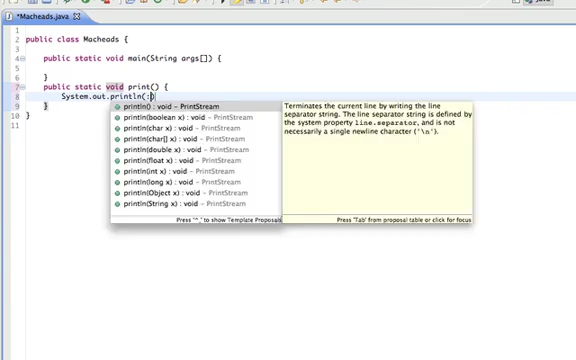 *Macheads.java
1
2 public class Macheads {
3
4 public static void main(String args[]) {
5
6 }
7 public static void print() {
8 System.out.println(:)
9 }
10 }
11
println() : void - PrintStream
println(boolean x) : void - PrintStream
println(char x) : void - PrintStream
println(char[] x) : void - PrintStream
println(double x) : void - PrintStream
println(float x) : void - PrintStream
println(int x) : void - PrintStream
println(long x) : void - PrintStream
println(Object x) : void - PrintStream
println(String x) : void - PrintStream
Press '^ ' to show Template Proposals
Terminates the current line by writing the line
separator string. The line separator string is defined by
the system property line.separator, and is not
necessarily a single newline character ('\n').
Press 'Tab' from proposal table or click for focus